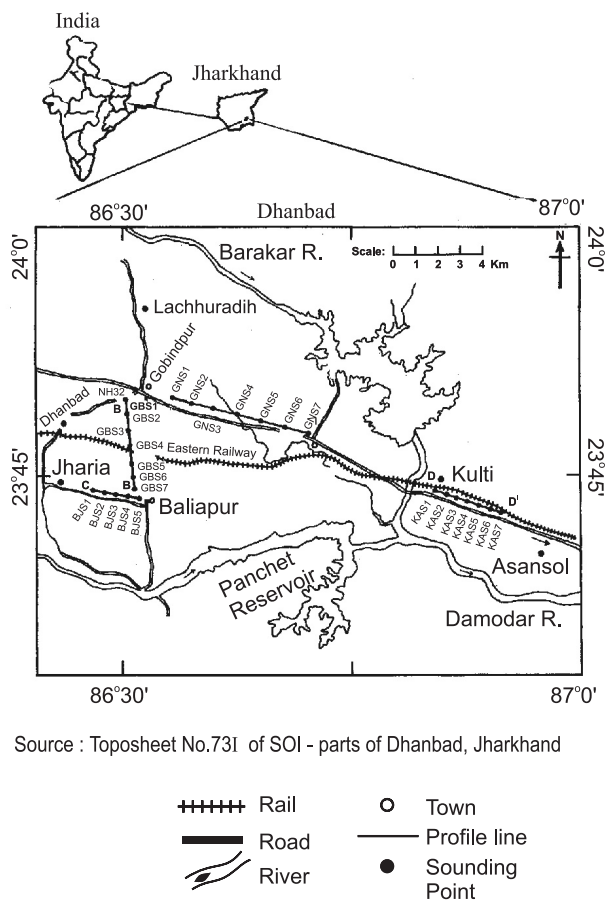 India
Jharkhand
86°30'
Dhanbad
87°0'
24°0'
Barakar R.
Scale:
0 1 2 3 4 Km
N
24°0'
Lachhuradih
Gobindpur
GNS1
GNS2
GNS4
GNS5
GNS6
GNS7
GNS3
NH32
Dhanbad
B
GBS1
GBS2
GBS3
GBS4
Eastern Railway
GBS5
GBS6
GBS7
23°45'
Jharia
C
B
Baliapur
BJS1
BJS2
BJS3
BJS4
BJS5
D
Kulti
D'
23°45'
KAS1
KAS2
KAS3
KAS4
KAS5
KAS6
KAS7
Asansol
Panchet
Reservoir
Damodar R.
86°30'
87°0'
Source : Toposheet No.73I of SOI - parts of Dhanbad, Jharkhand
Rail
Town
Road
Profile line
River
Sounding
Point